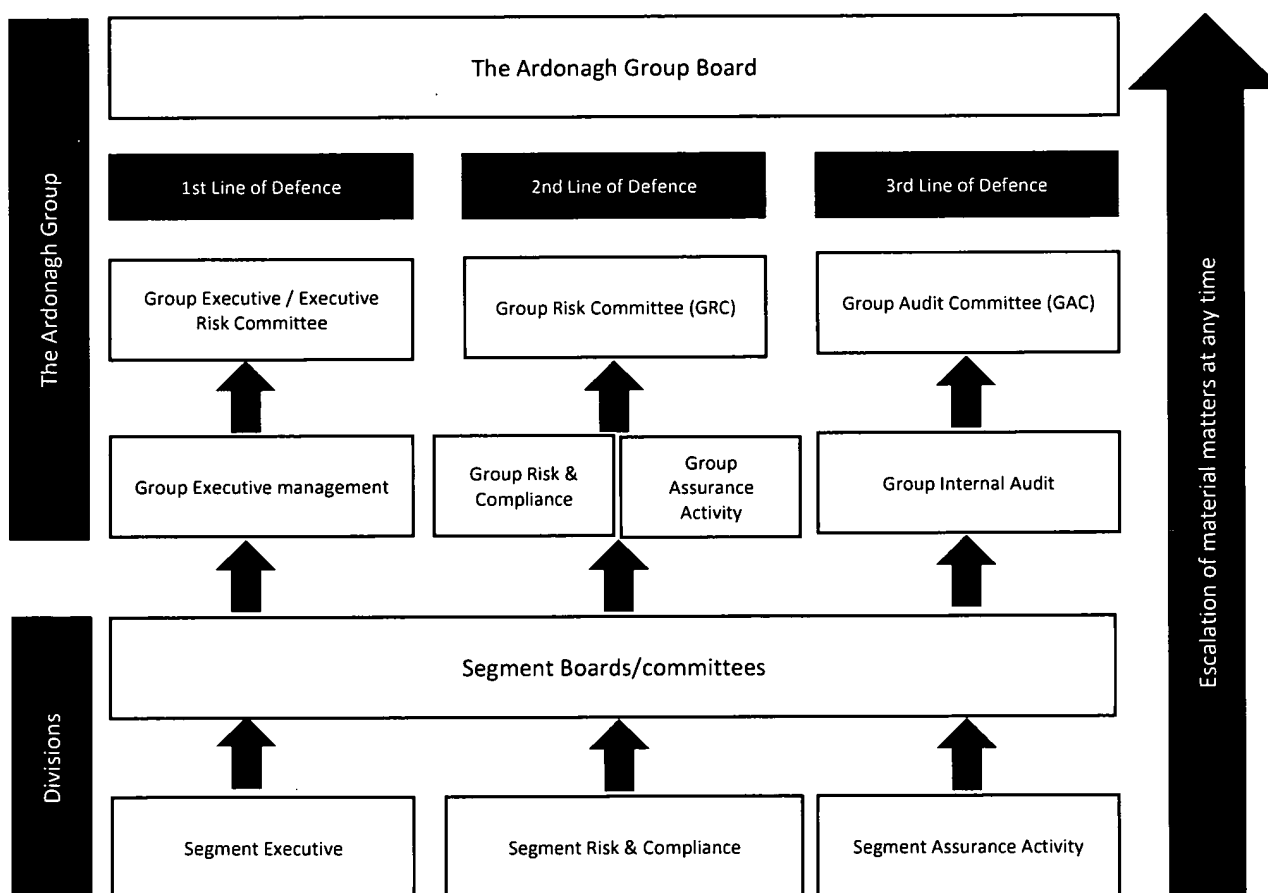 The Ardonagh Group Board
The Ardonagh Group
1st Line of Defence
2nd Line of Defence
3rd Line of Defence
Group Executive / Executive
Risk Committee
Group Risk Committee (GRC)
Group Audit Committee (GAC)
Group Executive management
Group Risk &
Compliance
Group
Assurance
Activity
Group Internal Audit
Escalation of material matters at any time
Divisions
Segment Boards/committees
Segment Executive
Segment Risk & Compliance
Segment Assurance Activity